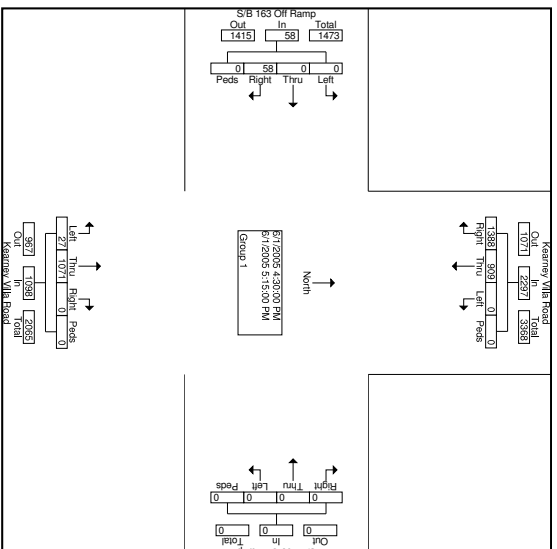 S/B 163 Off Ramp
Out In Total
1415 58 1473
0 58 0 0
Peds Right Thru Left
Kearney Villa Road
Out In Total
967 1098 2065
27 1071 0 0
Left Thru Right Peds
North
6/1/2005 4:30:00 PM
6/1/2005 5:15:00 PM
Group 1
Kearney Villa Road
Out In Total
1071 2297 3368
1388 909 0 0
Right Thru Left Peds
Peds Left Thru Right
0 0 0 0
0 0 0
Total In Out